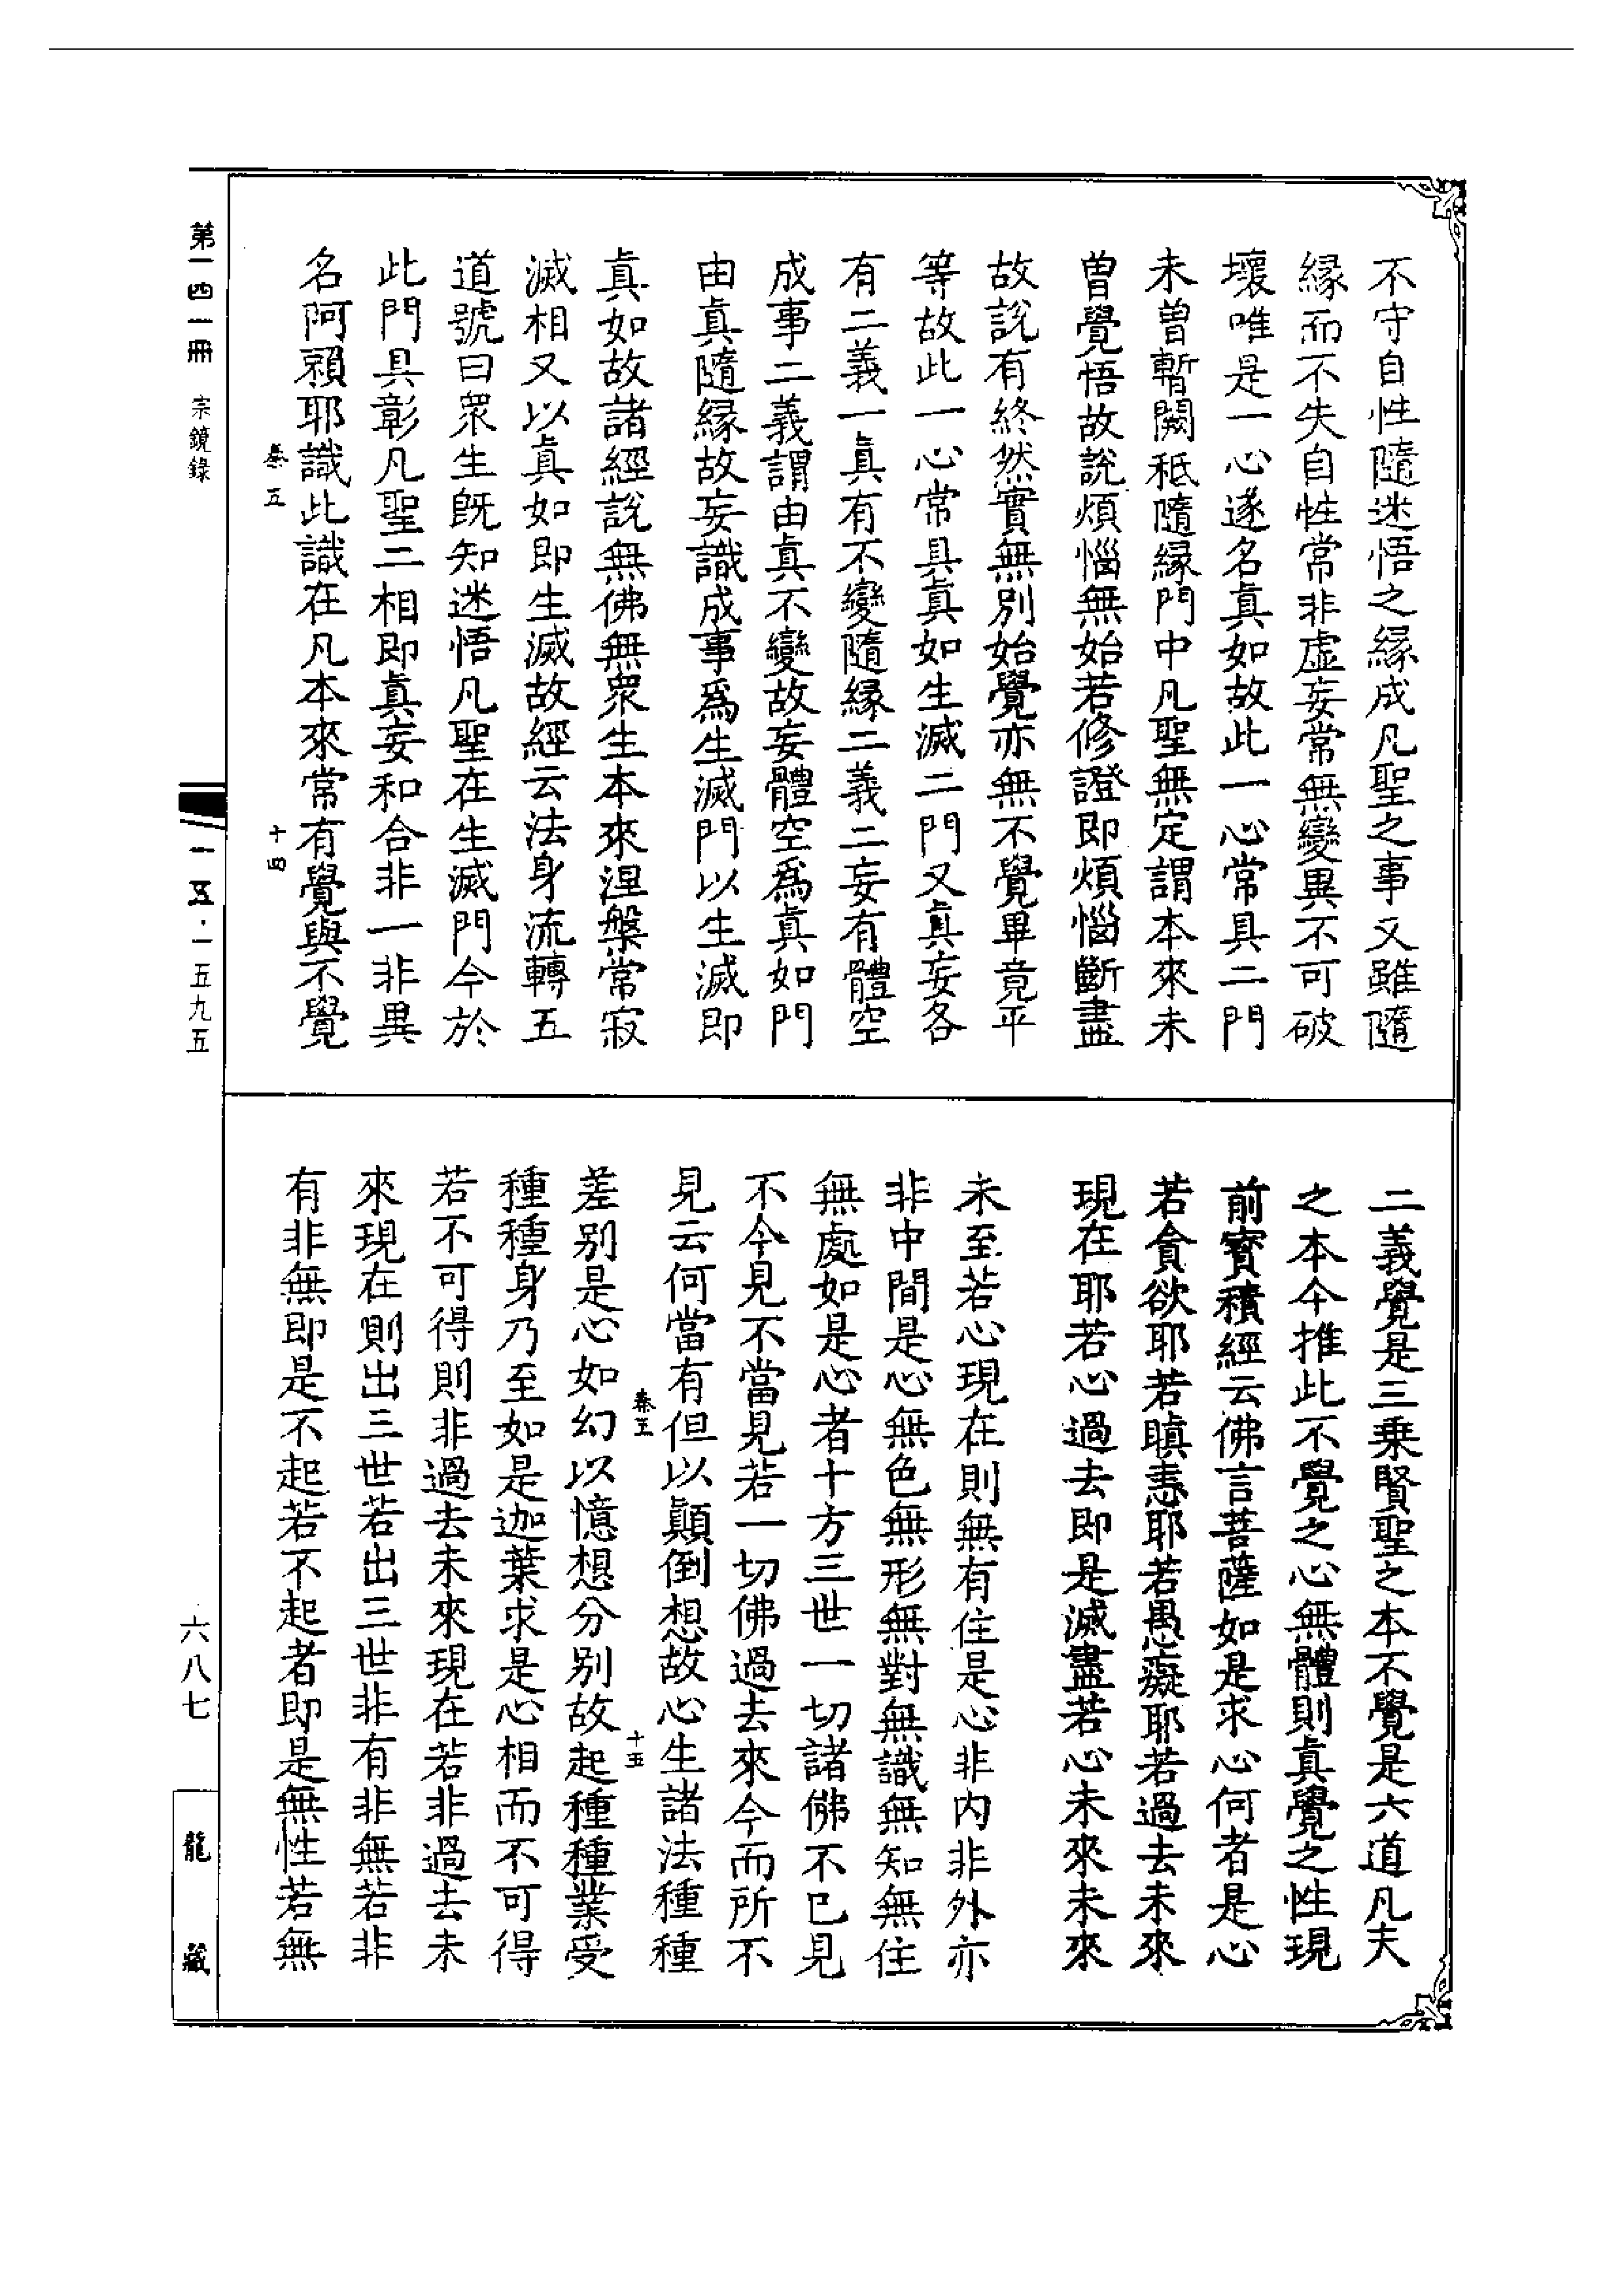 不守自性隨迷悟之縁成凡聖之事又雖隨
縁而不失自性常非虛妄常無變異不可破
壞唯是一心遂名真如故此一心常具二門
未曽暫闕秪隨縁門中凡聖無定謂本來未
曽覺悟故說煩惱無始若修證即煩惱斷盡
故說有終然實無別始覺亦無不覺畢竟平
等故此一心常具真如生滅二門又真妄各
有二義一真有不變隨縁二義二妄有體空
成事二義謂由真不變故妄體空爲真如門
由真隨縁故妄識成事爲生滅門以生滅即
真如故諸經說無佛無衆生本來涅槃常寂
滅相又以真如即生滅故經云法身流轉五
道號曰衆生旣知迷悟凡聖在生滅門今於
此門具彰凡聖二相即真妄和合非一非異
名阿賴耶識此識在凡本來常有覺與不覺
秦五
十四
二義覺是三乗賢聖之本不覺是六道凡夫
之本今推此不覺之心無體則真覺之性現
前寳積經云佛言菩薩如是求心何者是心
若貪欲耶若瞋恚耶若愚癡耶若過去未來
現在耶若心過去即是滅盡若心未來未來
未至若心現在則無有住是心非内非外亦
非中間是心無色無形無對無識無知無住
無處如是心者十方三世一切諸佛不已見
不今見不當見若一切佛過去來今而所不
見云何當有但以顚倒想故心生諸法種種
秦五
十五
差別是心如幻以憶想分別故起種種業受
種種身乃至如是迦葉求是心相而不可得
若不可得則非過去未來現在若非過去未
來現在則出三世若出三世非有非無若非
有非無即是不起若不起者即是無性若無
第一四一冊
宗鏡錄
一五·一五九五
六八七
龍藏